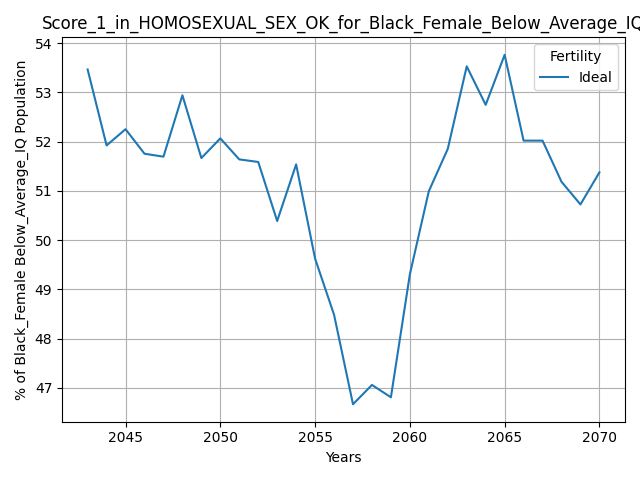 Score_1_in_HOMOSEXUAL_SEX_OK_for_Black_Female_Below_Average_IQ
54
53
52
51
50
49
48
47
% of Black_Female Below_Average_IQ Population
Fertility
Ideal
2045 2050 2055 2060 2065 2070
Years